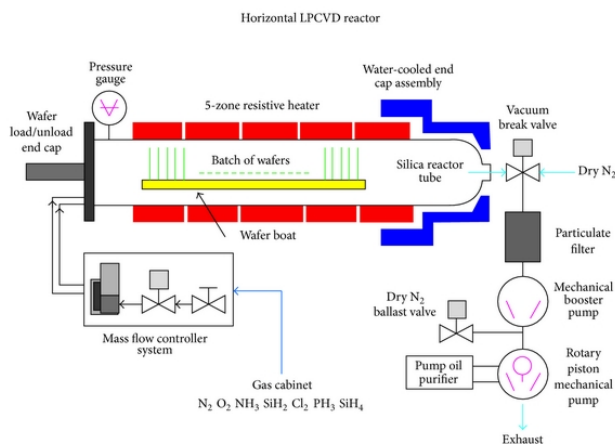 Horizontal LPCVD reactor
Pressure
gauge
Water-cooled end
cap assembly
Wafer
load/unload
end cap
5-zone resistive heater
Vacuum
break valve
Batch of wafers
Silica reactor
tube
Dry N₂
Wafer boat
Particulate
filter
Mechanical
booster
pump
Dry N₂
ballast valve
Mass flow controller
system
Pump oil
purifier
Rotary
piston
mechanical
pump
Gas cabinet
N₂ O₂ NH₃ SiH₂ Cl₂ PH₃ SiH₄
Exhaust